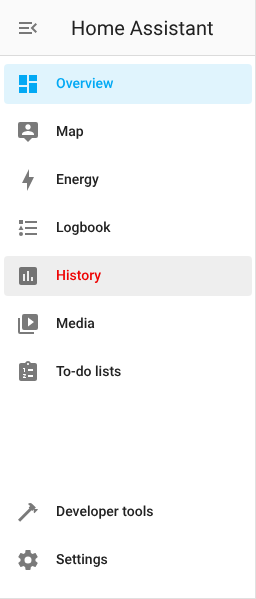 Home Assistant
Overview
Map
Energy
Logbook
History
Media
To-do lists
Developer tools
Settings